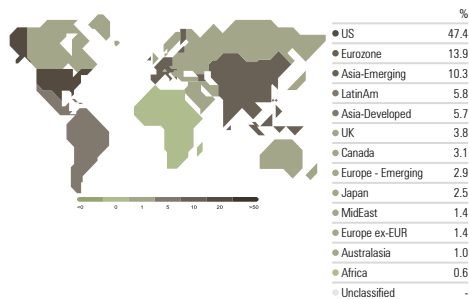 %
US 47.4
Eurozone 13.9
Asia-Emerging 10.3
LatinAm 5.8
Asia-Developed 5.7
UK 3.8
Canada 3.1
Europe - Emerging 2.9
Japan 2.5
MidEast 1.4
Europe ex-EUR 1.4
Australasia 1.0
Africa 0.6
Unclassified -
<0 0 1 5 10 20 >50